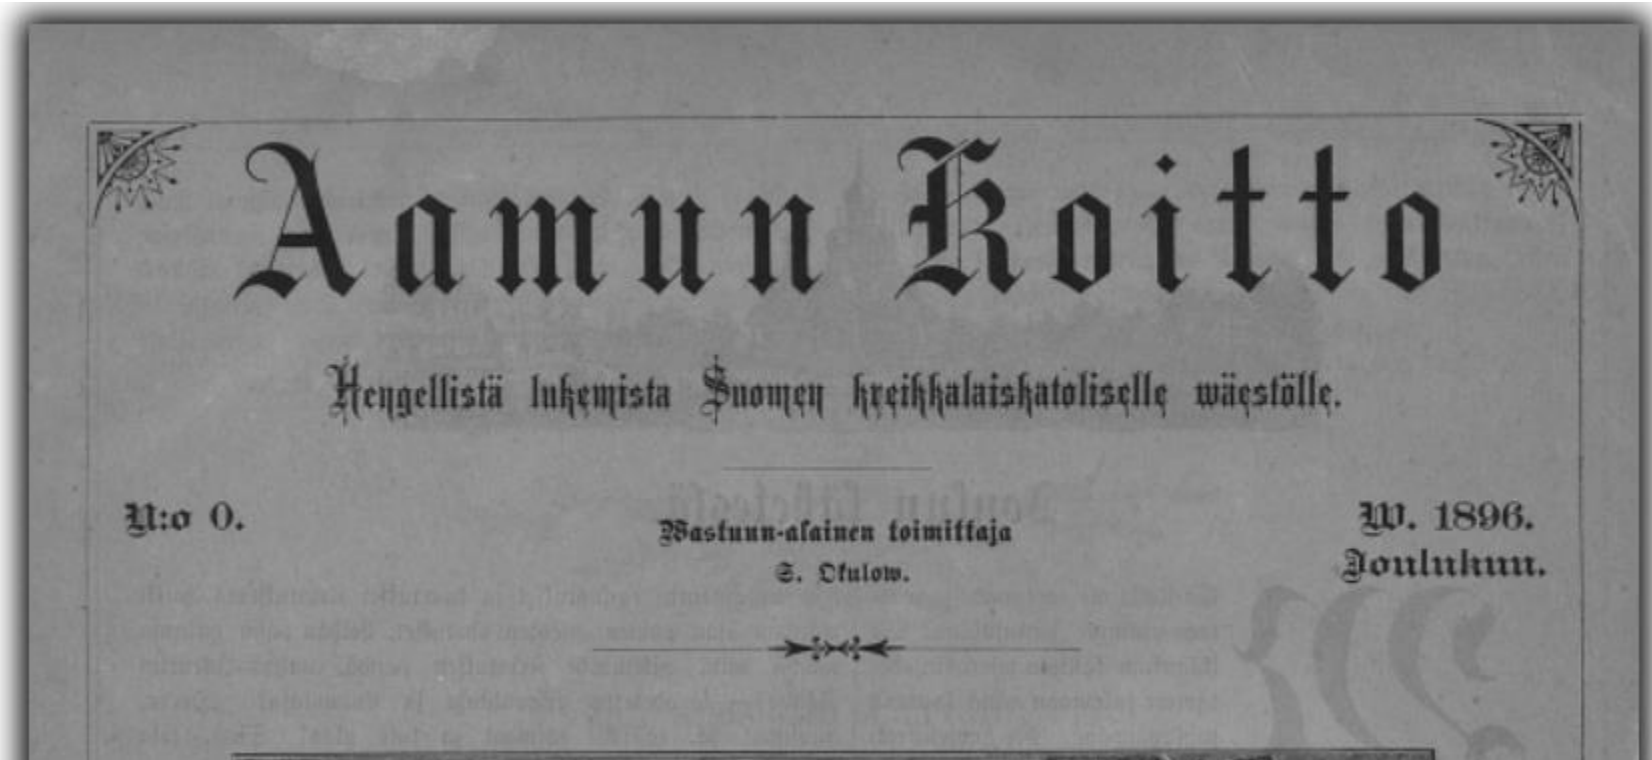 Aamun Koitto
Hengellistä lukemista Suomen kreikkalaiskatoliselle wäestölle.
N:o 0.
W. 1896.
Wastuun-alainen toimittaja
Joulukuu.
S. Okulow.